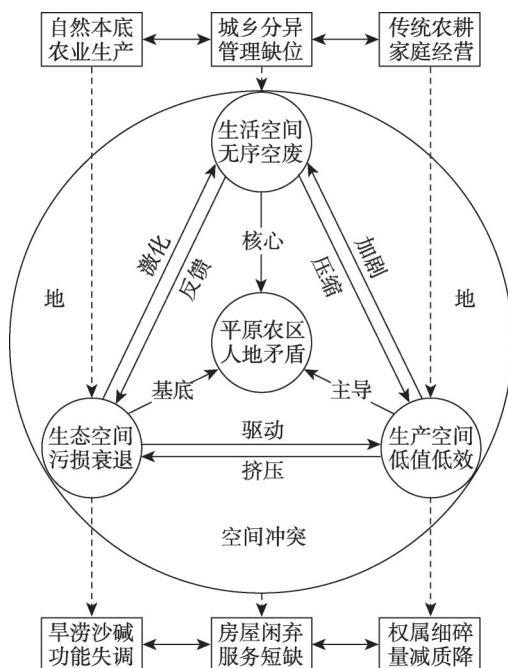 自然本底
农业生产
城乡分异
管理缺位
传统农耕
家庭经营
生活空间
无序空废
激化
反馈
核心
压缩
加剧
地
地
平原农区
人地矛盾
基底
主导
生态空间
污损衰退
驱动
挤压
生产空间
低值低效
空间冲突
旱涝沙碱
功能失调
房屋闲弃
服务短缺
权属细碎
量减质降